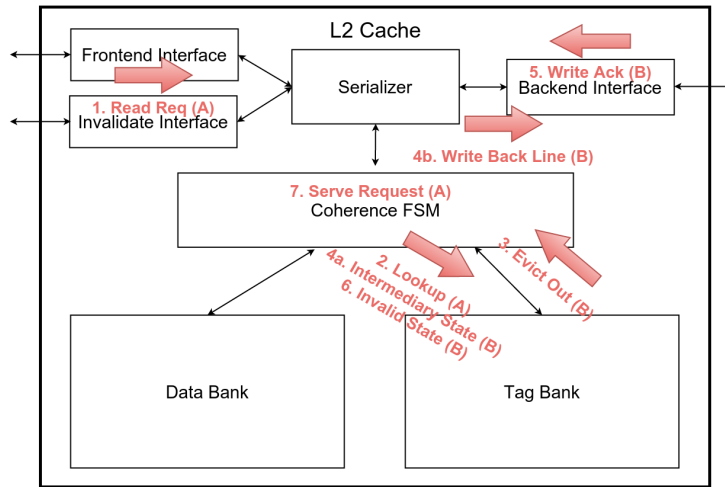 L2 Cache
Frontend Interface
1. Read Req (A)
Invalidate Interface
Serializer
5. Write Ack (B)
Backend Interface
4b. Write Back Line (B)
7. Serve Request (A)
Coherence FSM
2. Lookup (A)
4a. Intermediary State (B)
6. Invalid State (B)
3. Evict Out (B)
Data Bank
Tag Bank